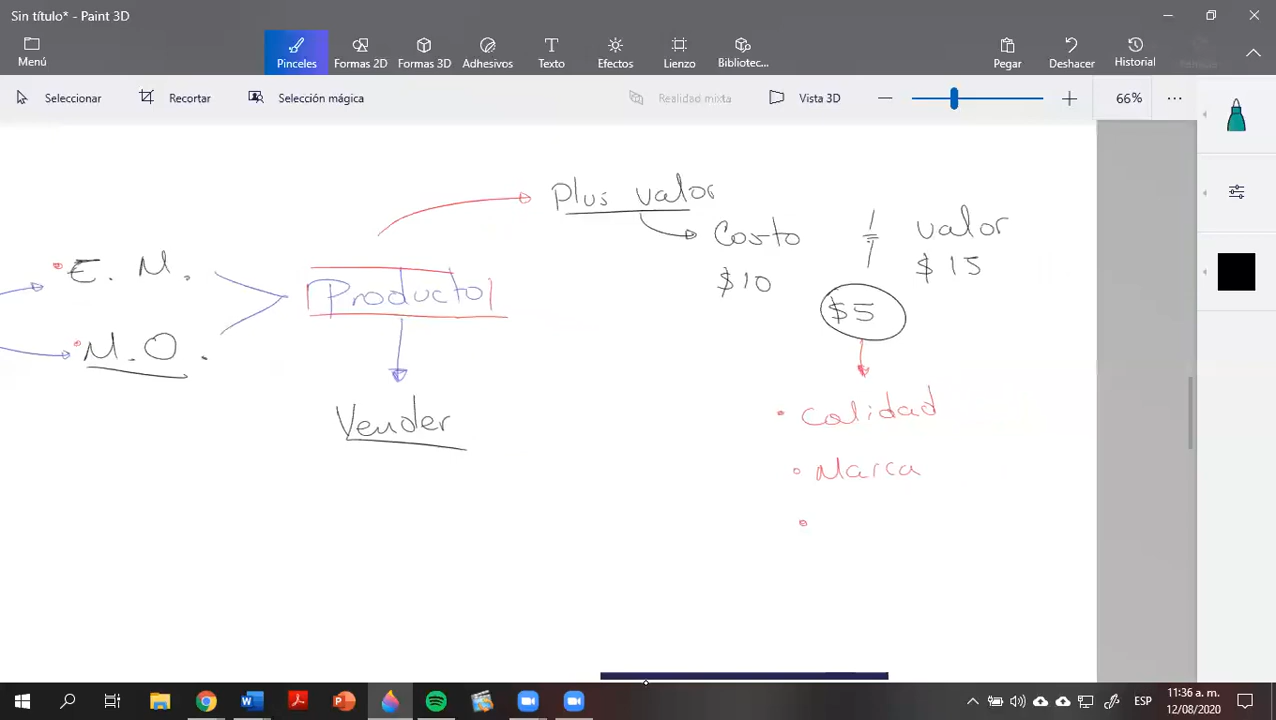 Sin título* - Paint 3D
Menú
Pinceles
Formas 2D
Formas 3D
Adhesivos
Texto
Efectos
Lienzo
Bibliotec...
Pegar
Deshacer
Historial
Seleccionar
Recortar
Selección mágica
Realidad mixta
Vista 3D
66%
Plus valor
Costo
valor
$10
$15
$5
E. M.
Producto
M.O.
Vender
• Calidad
• Marca
•
ESP
11:36 a. m.
12/08/2020